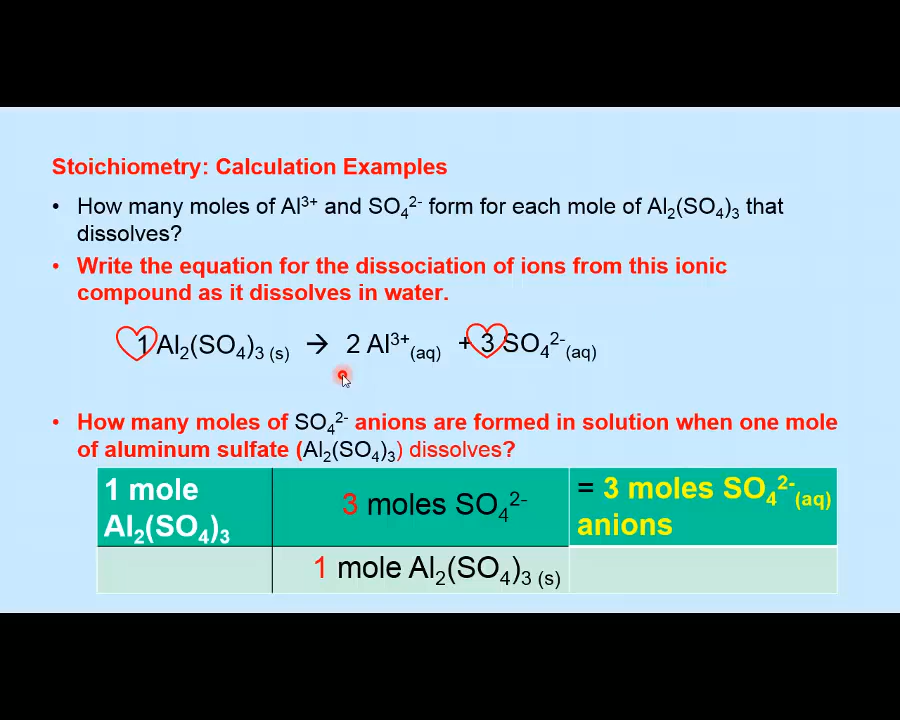 Stoichiometry: Calculation Examples
• How many moles of Al³⁺ and SO₄²⁻ form for each mole of Al₂(SO₄)₃ that
dissolves?
• Write the equation for the dissociation of ions from this ionic
compound as it dissolves in water.
1 Al₂(SO₄)₃ (s) → 2 Al³⁺(aq) + 3 SO₄²⁻(aq)
• How many moles of SO₄²⁻ anions are formed in solution when one mole
of aluminum sulfate (Al₂(SO₄)₃) dissolves?
1 mole
Al₂(SO₄)₃
3 moles SO₄²⁻
= 3 moles SO₄²⁻(aq)
anions
1 mole Al₂(SO₄)₃ (s)